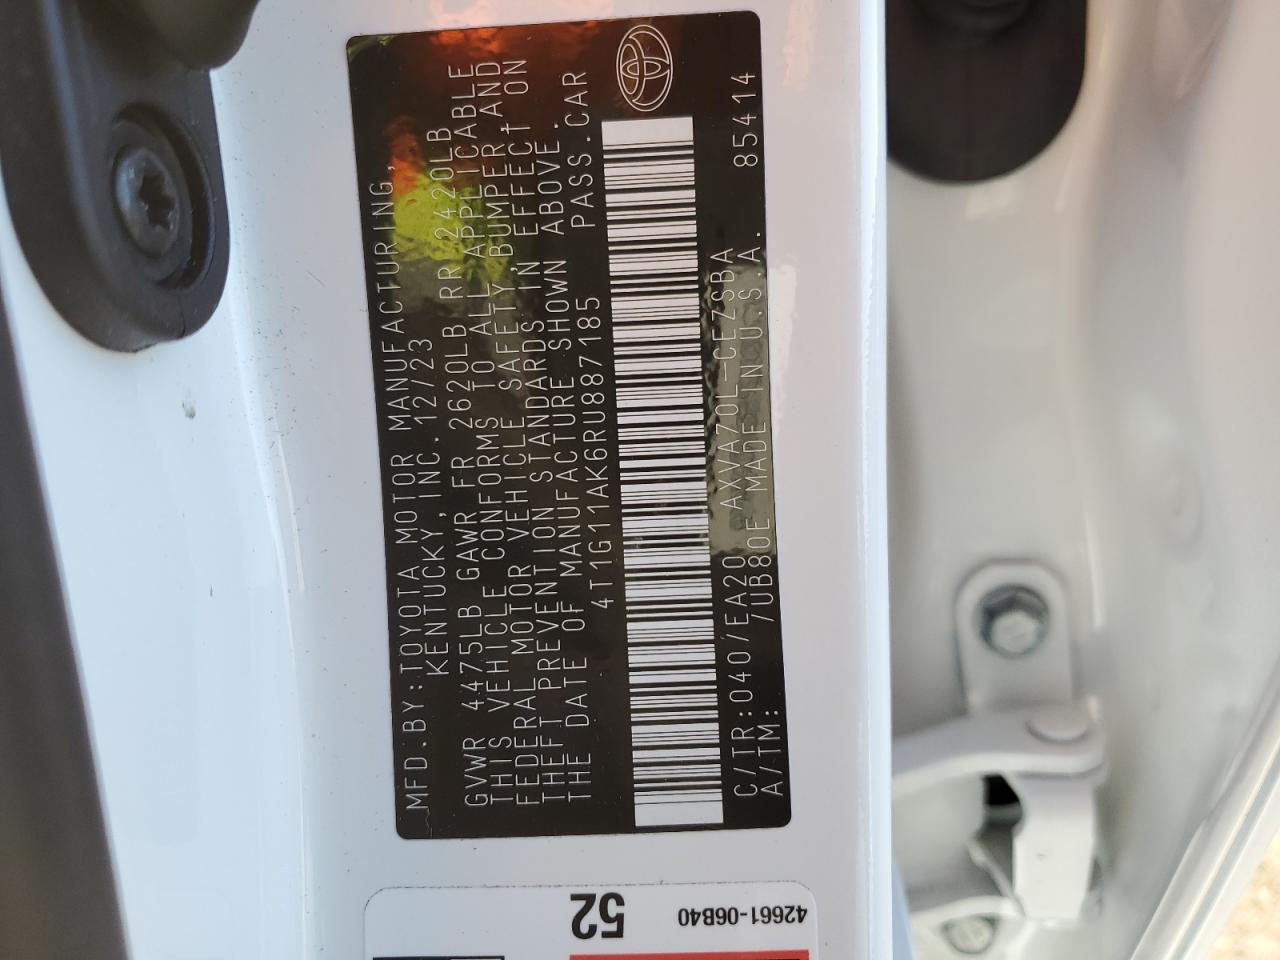 MFD.BY:TOYOTA MOTOR MANUFACTURING,
KENTUCKY,INC.12/23
GVWR 4475LB GAWR FR 2620LB RR 2420LB
THIS VEHICLE CONFORMS TO ALL APPLICABLE
FEDERAL MOTOR VEHICLE SAFETY,BUMPER,AND
THEFT PREVENTION STANDARDS IN EFFECT ON
THE DATE OF MANUFACTURE SHOWN ABOVE.
4T1G11AK6RU887185 PASS.CAR
C/TR:040/EA20 AXVA70L-CEZSBA 85414
A/TM: /UB80E MADE IN U.S.A.
52
42661-06B40